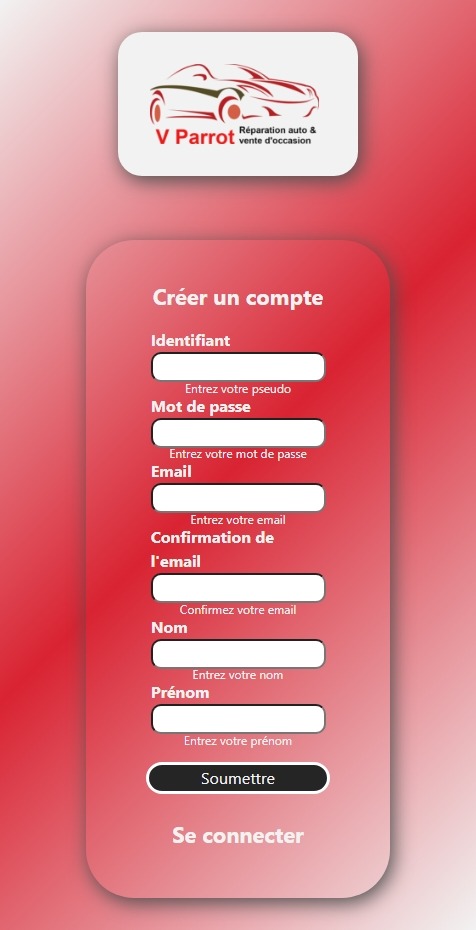 V Parrot Réparation auto &
vente d'occasion
Créer un compte
Identifiant
Entrez votre pseudo
Mot de passe
Entrez votre mot de passe
Email
Entrez votre email
Confirmation de
l'email
Confirmez votre email
Nom
Entrez votre nom
Prénom
Entrez votre prénom
Soumettre
Se connecter